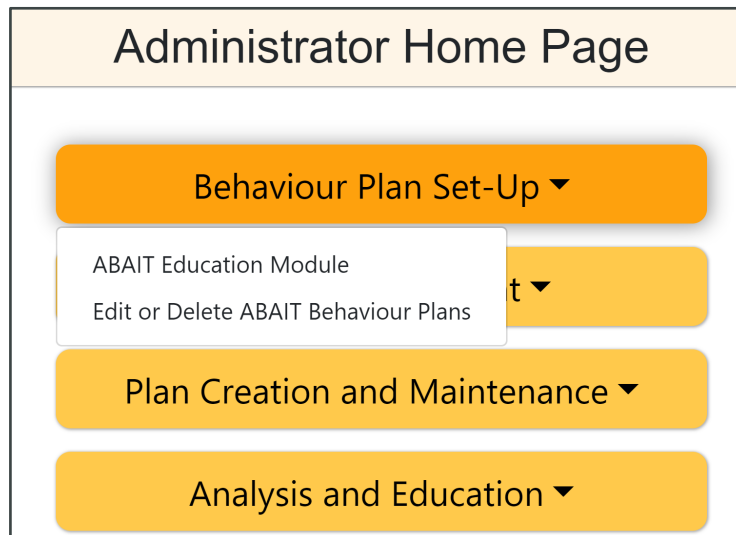 Administrator Home Page
Behaviour Plan Set-Up
ABAIT Education Module
Edit or Delete ABAIT Behaviour Plans
Plan Creation and Maintenance
Analysis and Education